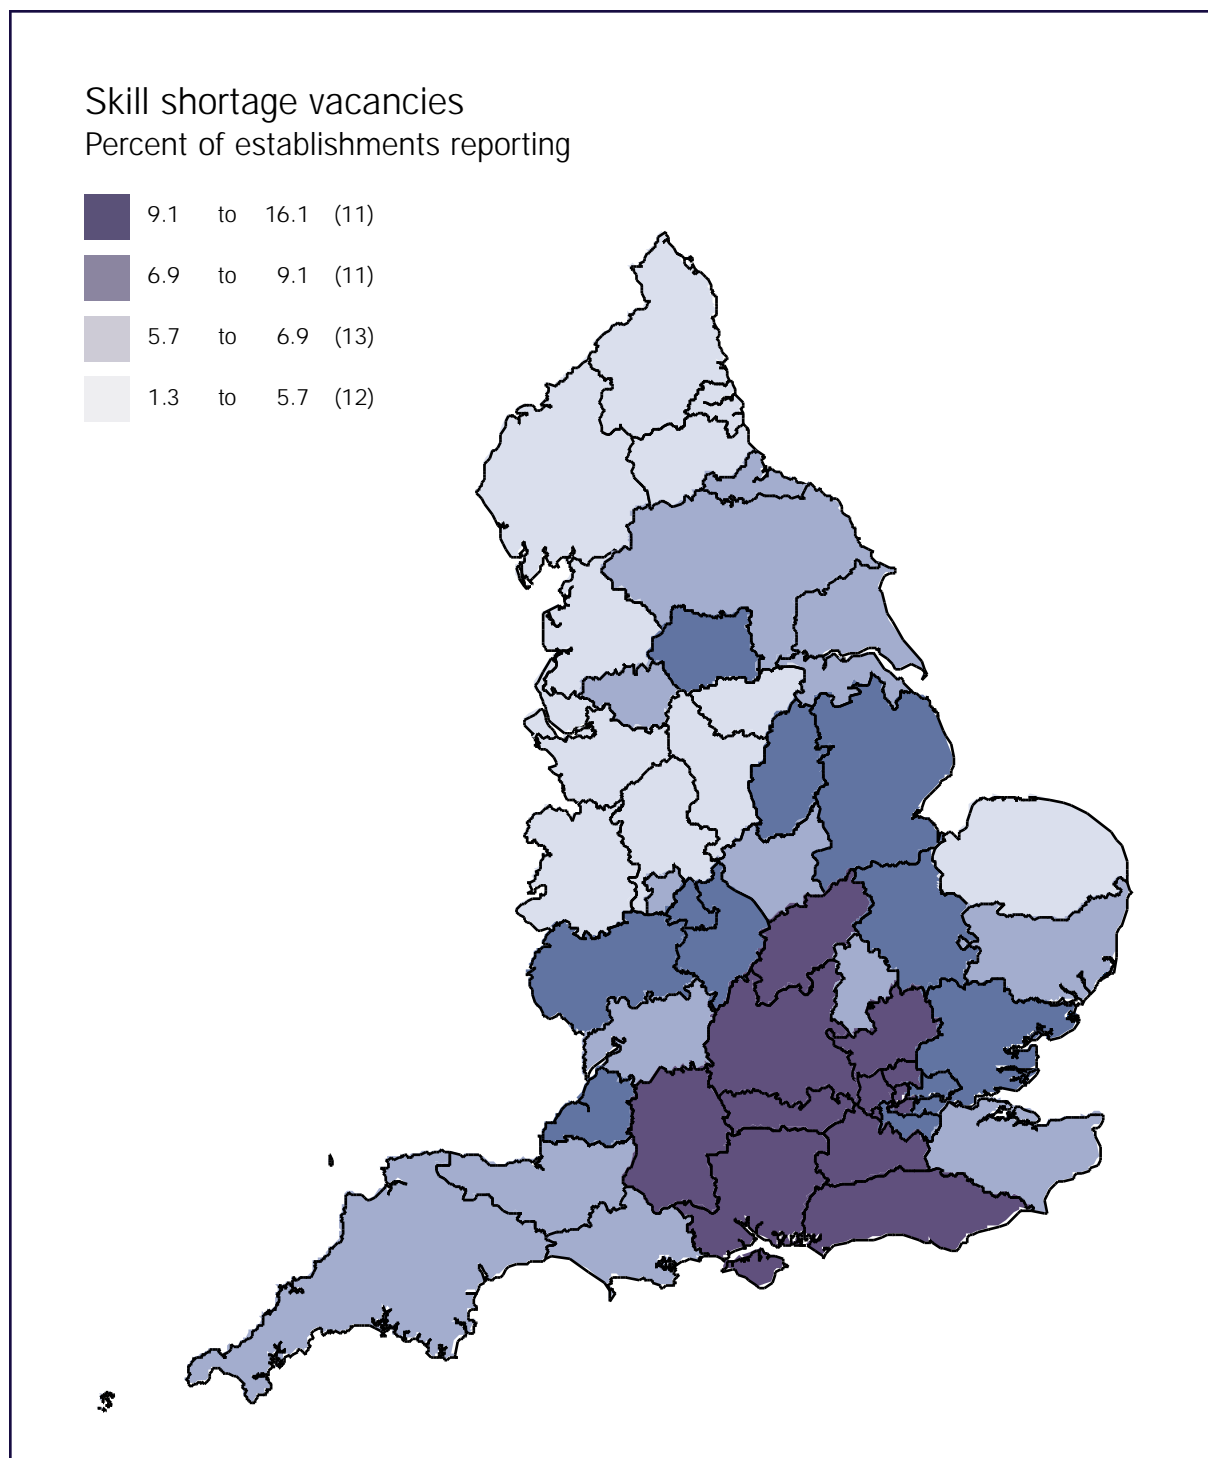 Skill shortage vacancies
Percent of establishments reporting
9.1 to 16.1 (11)
6.9 to 9.1 (11)
5.7 to 6.9 (13)
1.3 to 5.7 (12)